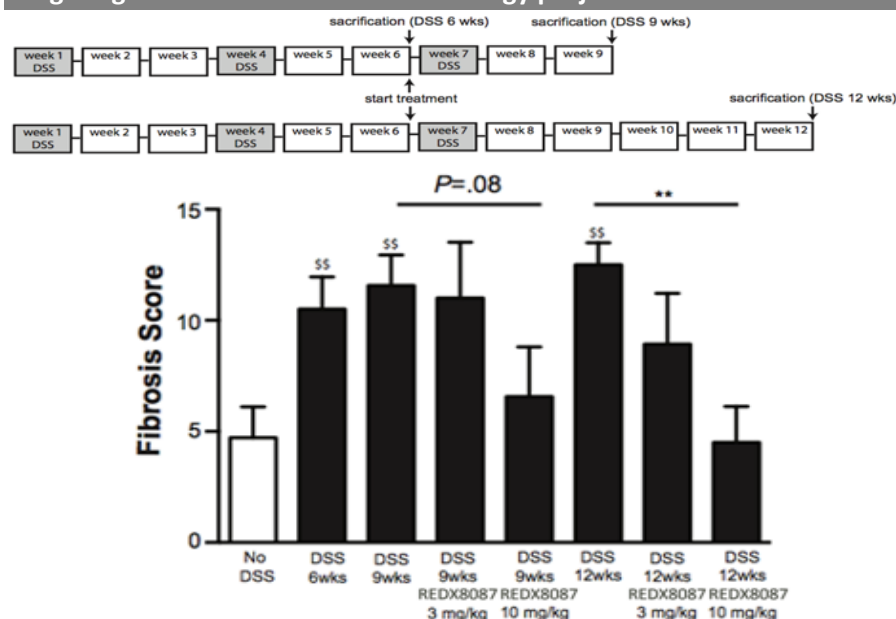 sacrification (DSS 6 wks)
sacrification (DSS 9 wks)
week 1
DSS
week 2
week 3
week 4
DSS
week 5
week 6
week 7
DSS
week 8
week 9
start treatment
sacrification (DSS 12 wks)
week 1
DSS
week 2
week 3
week 4
DSS
week 5
week 6
week 7
DSS
week 8
week 9
week 10
week 11
week 12
P=.08
**
15
10
5
0
Fibrosis Score
$$
$$
$$
No
DSS
DSS
6wks
DSS
9wks
DSS
9wks
REDX8087
3 mg/kg
DSS
9wks
REDX8087
10 mg/kg
DSS
12wks
DSS
12wks
REDX8087
3 mg/kg
DSS
12wks
REDX8087
10 mg/kg